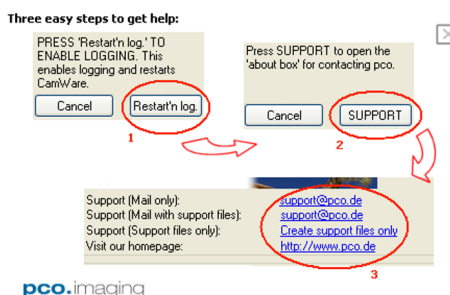 Three easy steps to get help:
PRESS 'Restart'n log.' TO
ENABLE LOGGING. This
enables logging and restarts
CamWare.
Cancel
Restart'n log.
1
Press SUPPORT to open the
'about box' for contacting pco.
Cancel
SUPPORT
2
Support (Mail only): support@pco.de
Support (Mail with support files): support@pco.de
Support (Support files only): Create support files only
Visit our homepage: http://www.pco.de
3
pco.imaging